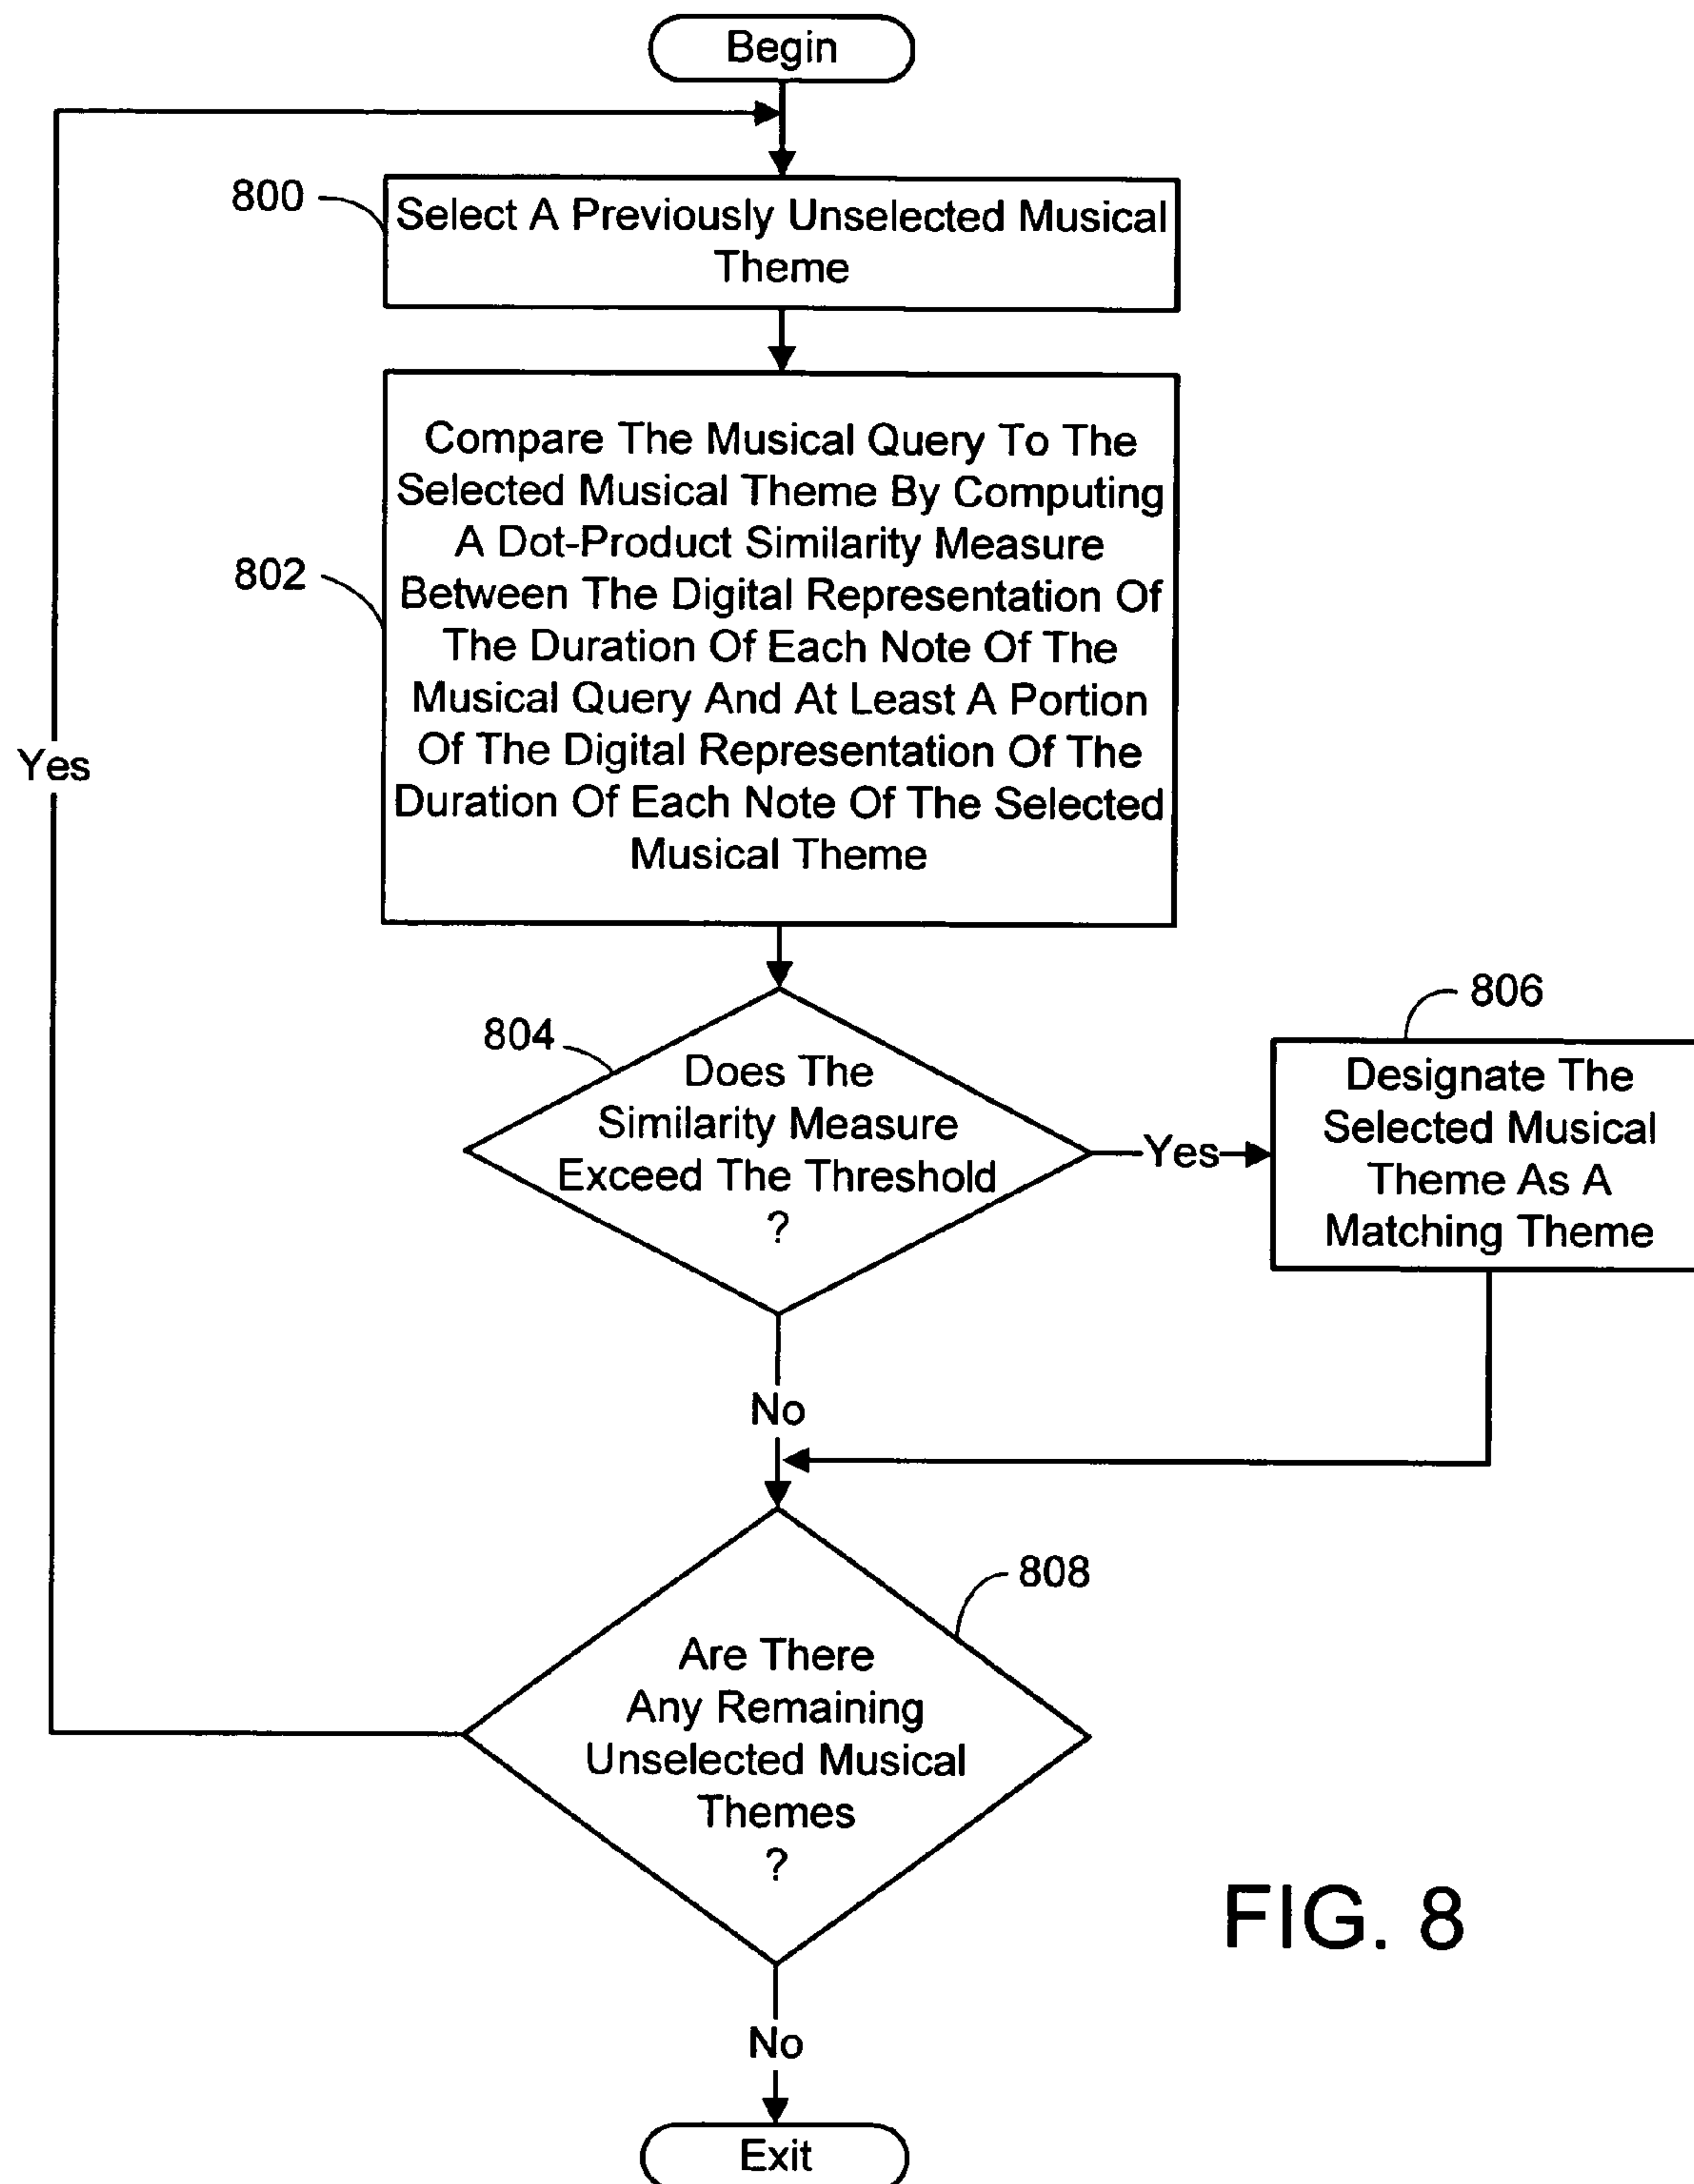 Begin
800
Select A Previously Unselected Musical
Theme
802
Compare The Musical Query To The
Selected Musical Theme By Computing
A Dot-Product Similarity Measure
Between The Digital Representation Of
The Duration Of Each Note Of The
Musical Query And At Least A Portion
Of The Digital Representation Of The
Duration Of Each Note Of The Selected
Musical Theme
Yes
804
Does The
Similarity Measure
Exceed The Threshold
?
Yes
806
Designate The
Selected Musical
Theme As A
Matching Theme
No
808
Are There
Any Remaining
Unselected Musical
Themes
?
FIG. 8
No
Exit